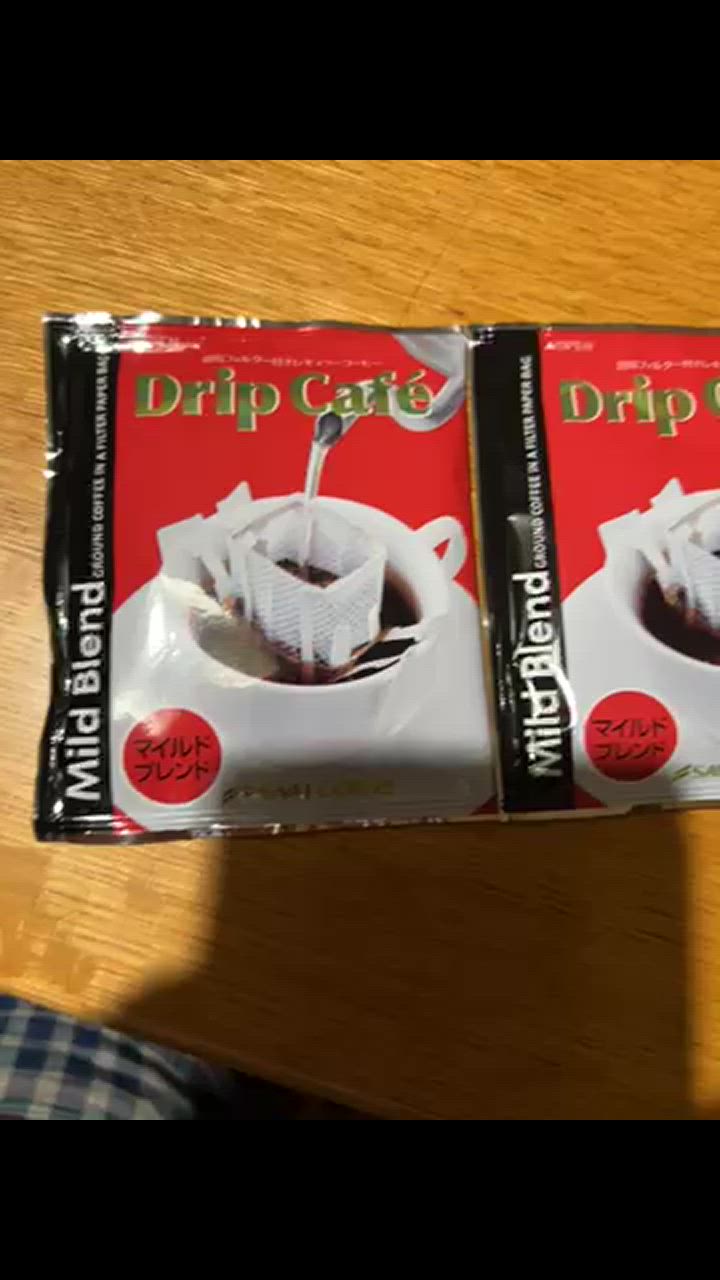 Drip Café
Mild Blend
GROUND COFFEE IN A FILTER PAPER BAG
マイルド
ブレンド
Drip
Mild Blend
GROUND COFFEE IN A FILTER PAPER BAG
マイルド
ブレンド